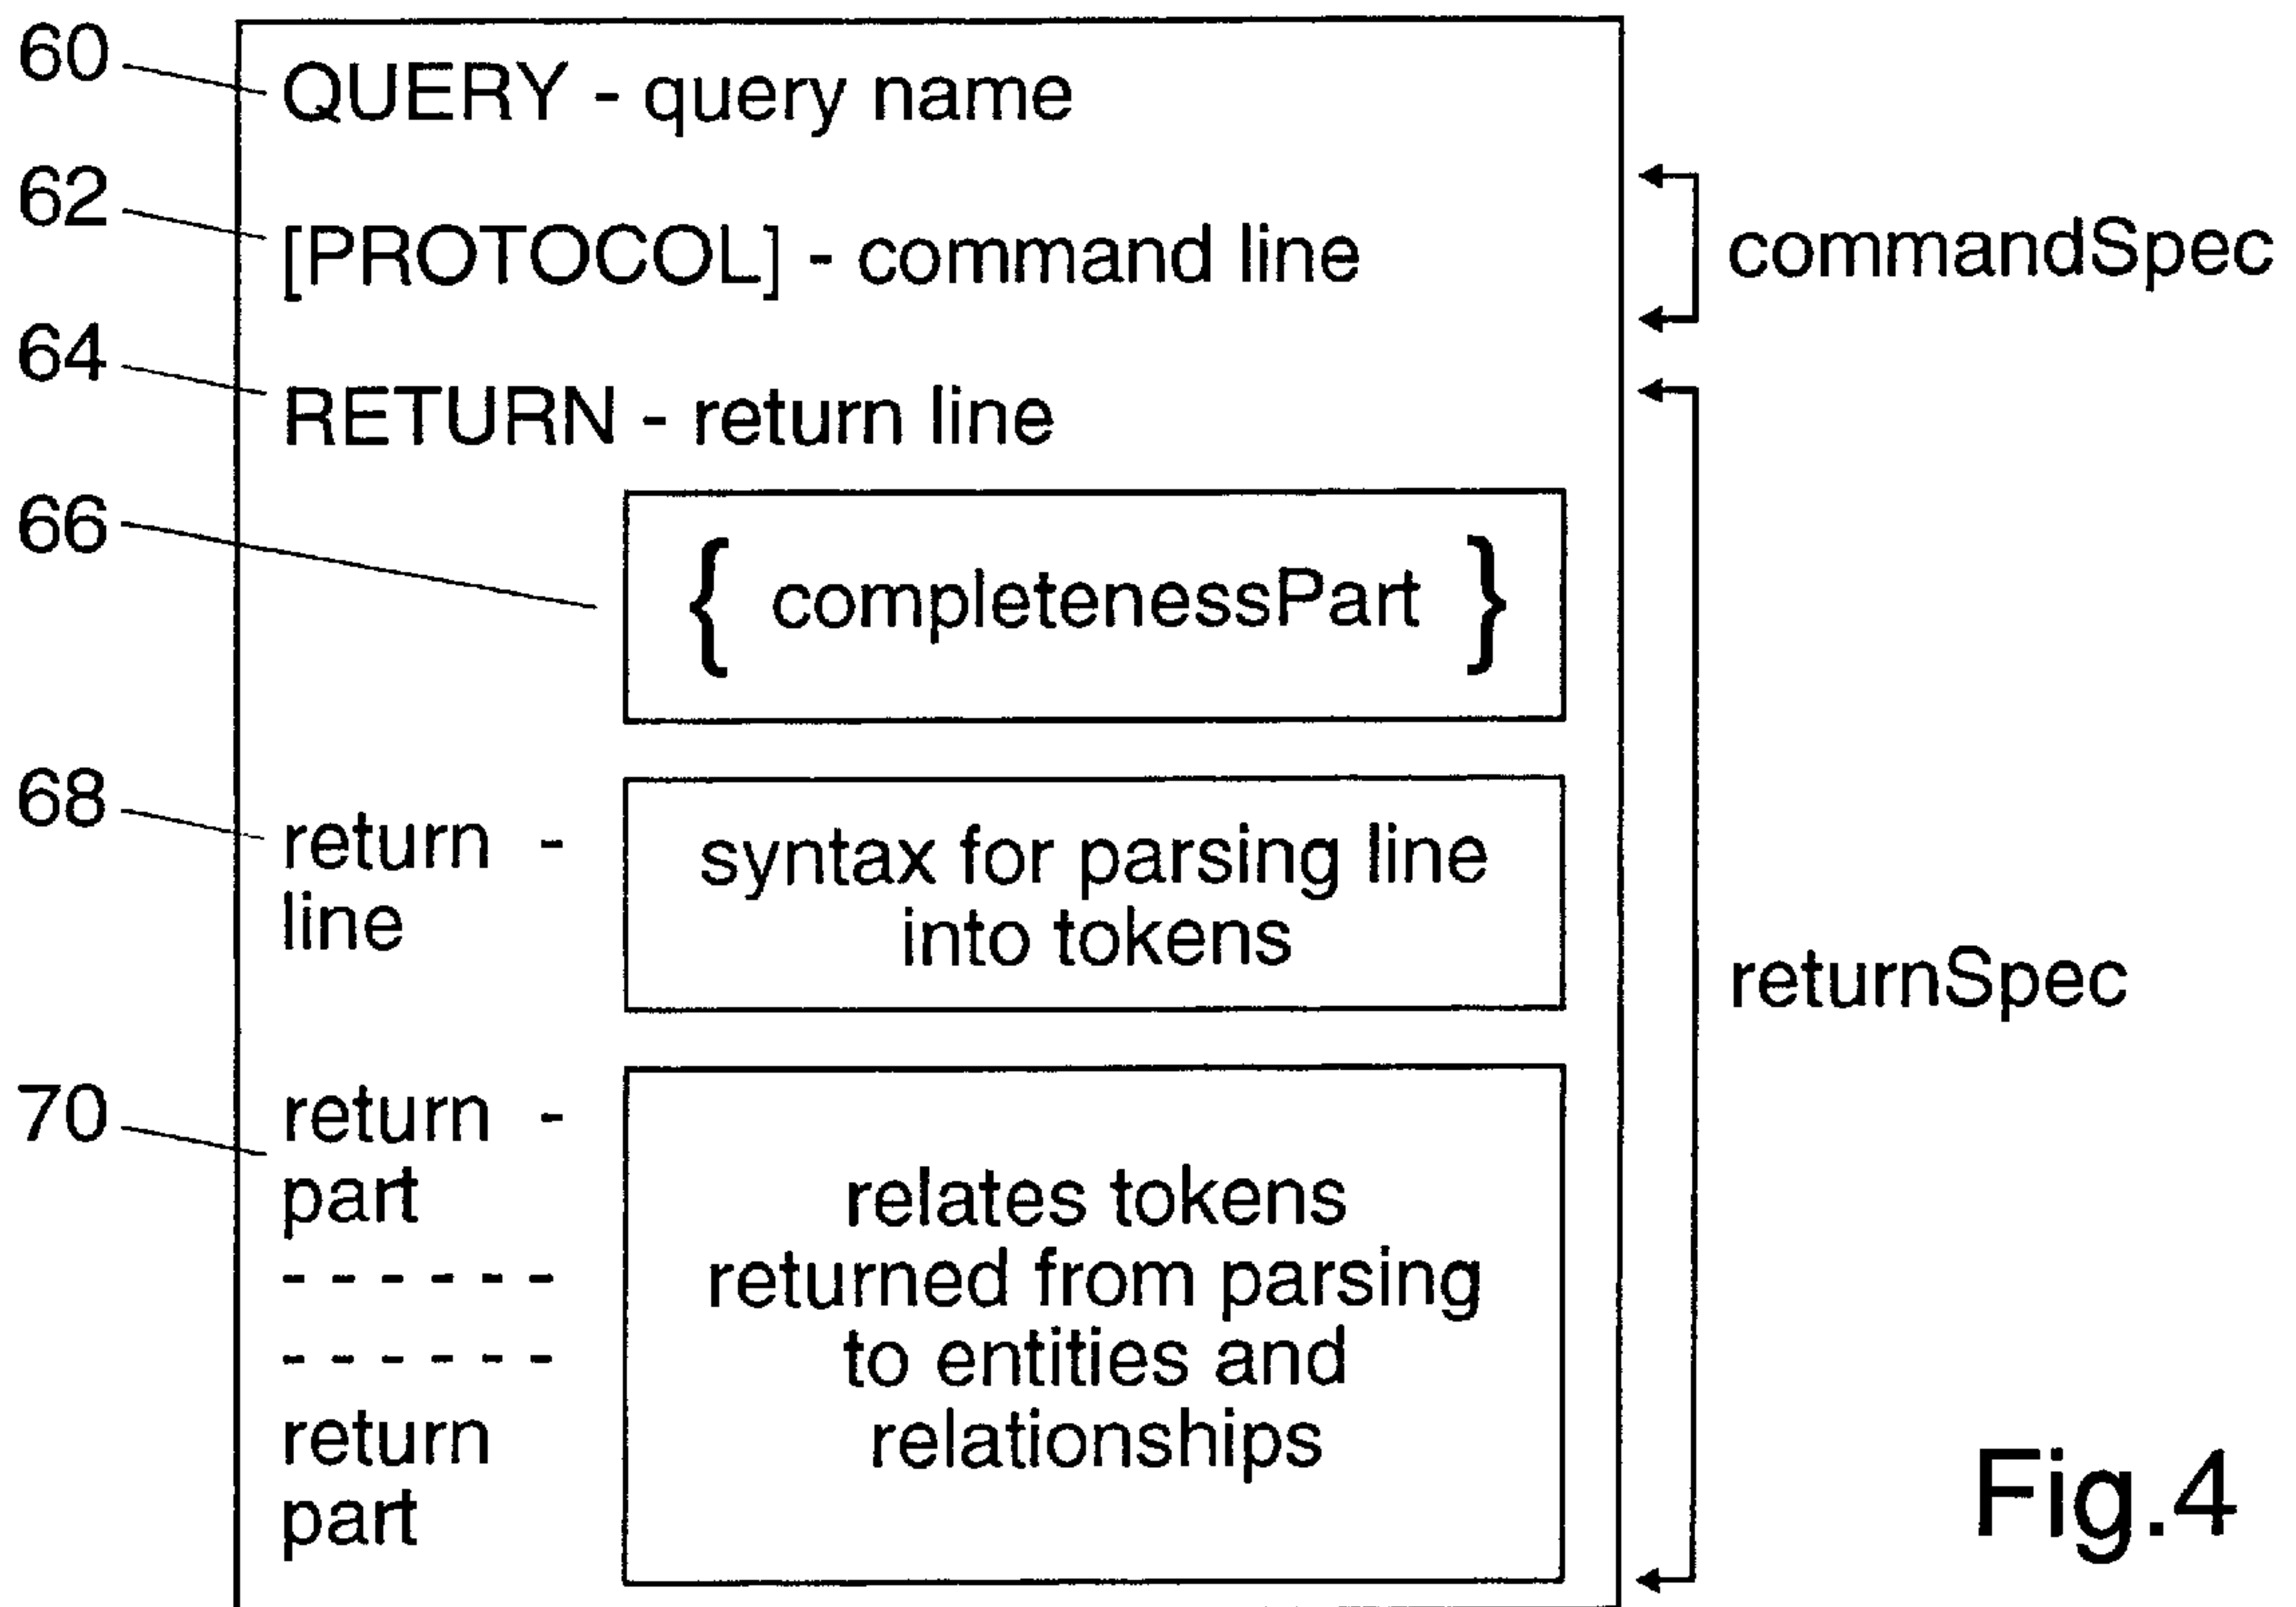 60
QUERY - query name
62
[PROTOCOL] - command line
commandSpec
64
RETURN - return line
66
{ completenessPart }
68
return -
line
syntax for parsing line
into tokens
returnSpec
70
return -
part
- - - - - -
- - - - - -
return
part
relates tokens
returned from parsing
to entities and
relationships
Fig.4